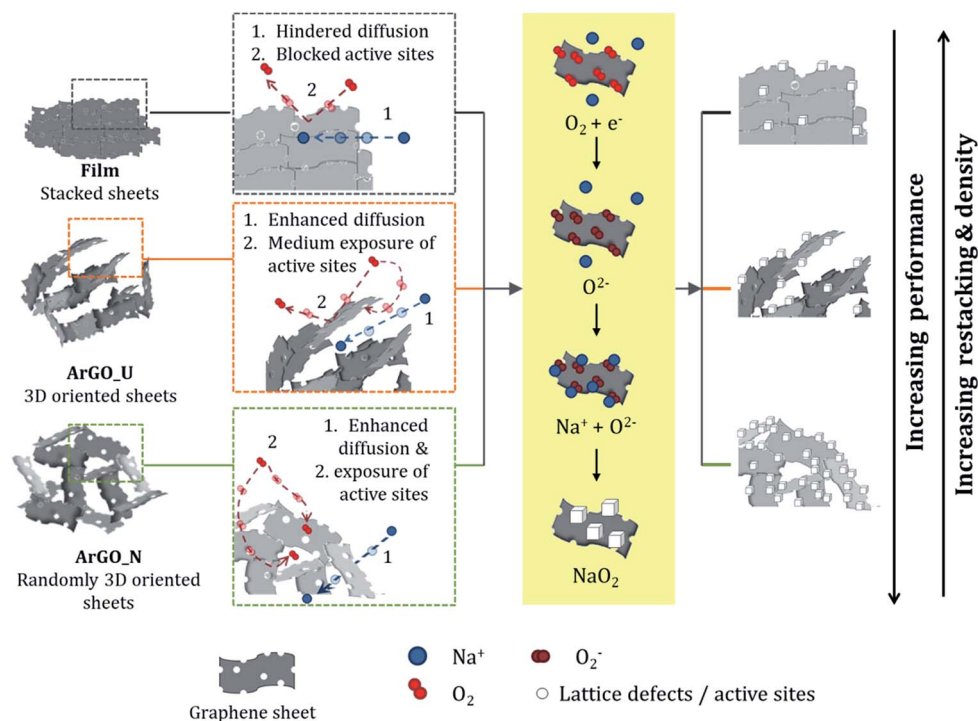 1. Hindered diffusion
2. Blocked active sites
2
1
Film
Stacked sheets
1. Enhanced diffusion
2. Medium exposure of
active sites
2
1
ArGO_U
3D oriented sheets
1. Enhanced
diffusion &
2. exposure of
active sites
2
1
ArGO_N
Randomly 3D oriented
sheets
O₂ + e⁻
O²⁻
Na⁺ + O²⁻
NaO₂
Increasing performance
Increasing restacking & density
Graphene sheet
Na⁺
O₂⁻
O₂
Lattice defects / active sites